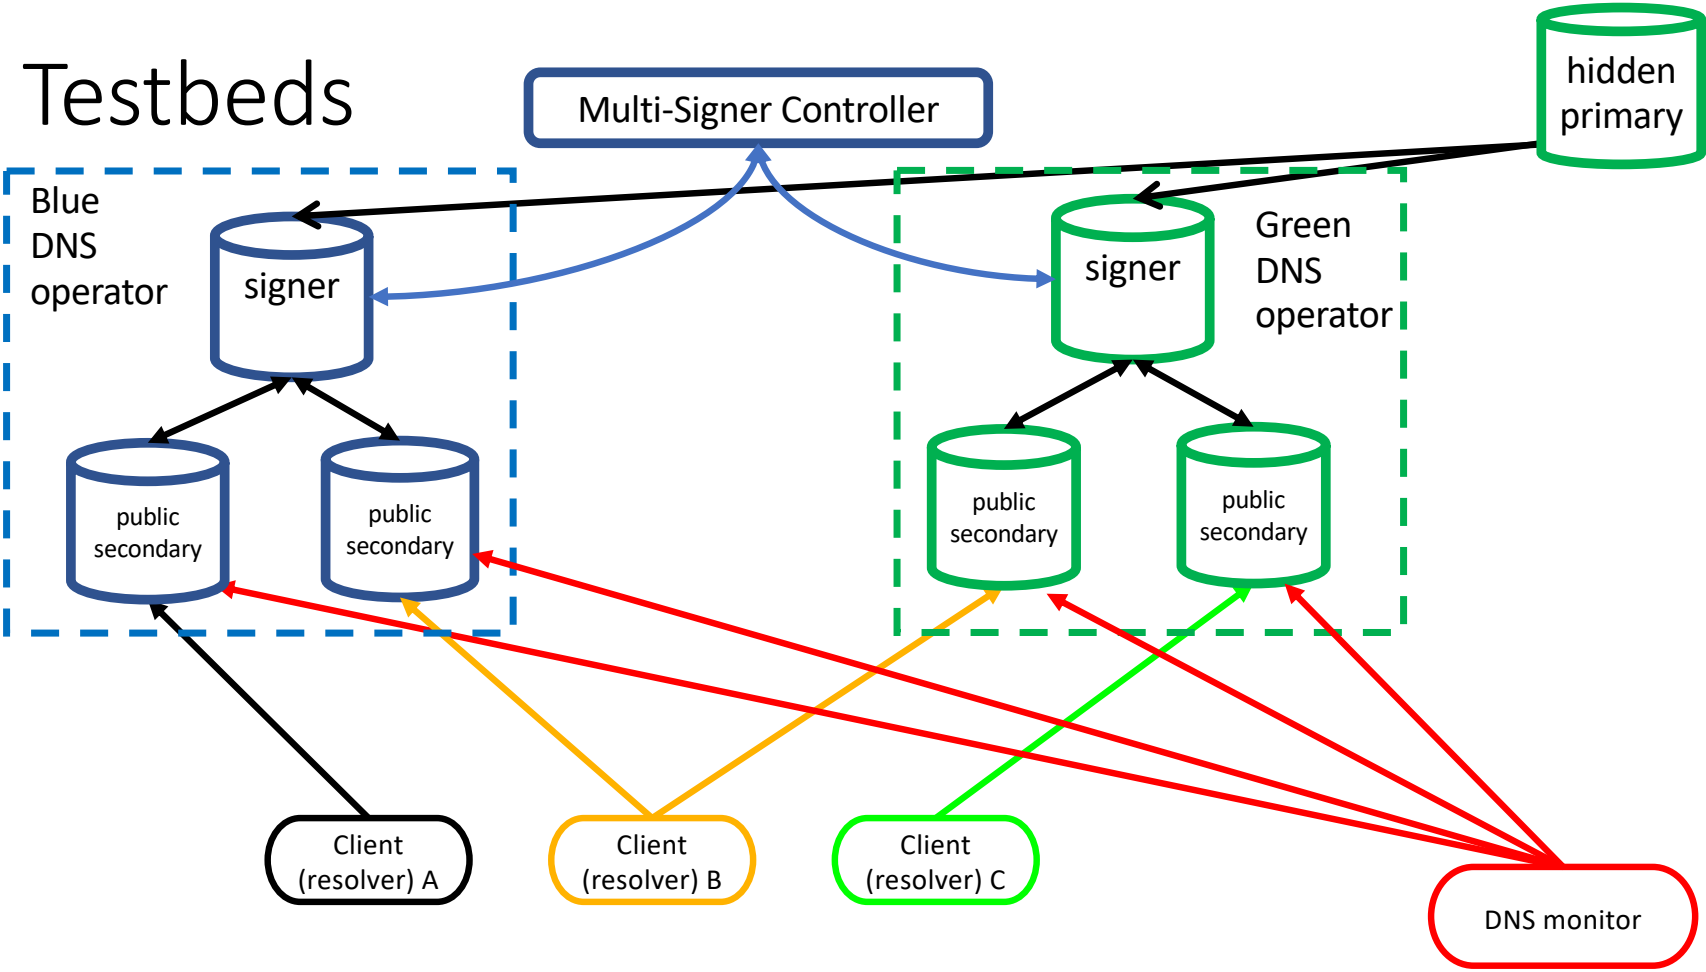 Testbeds
Multi-Signer Controller
hidden
primary
Blue
DNS
operator
signer
signer
Green
DNS
operator
public
secondary
public
secondary
public
secondary
public
secondary
Client
(resolver) A
Client
(resolver) B
Client
(resolver) C
DNS monitor